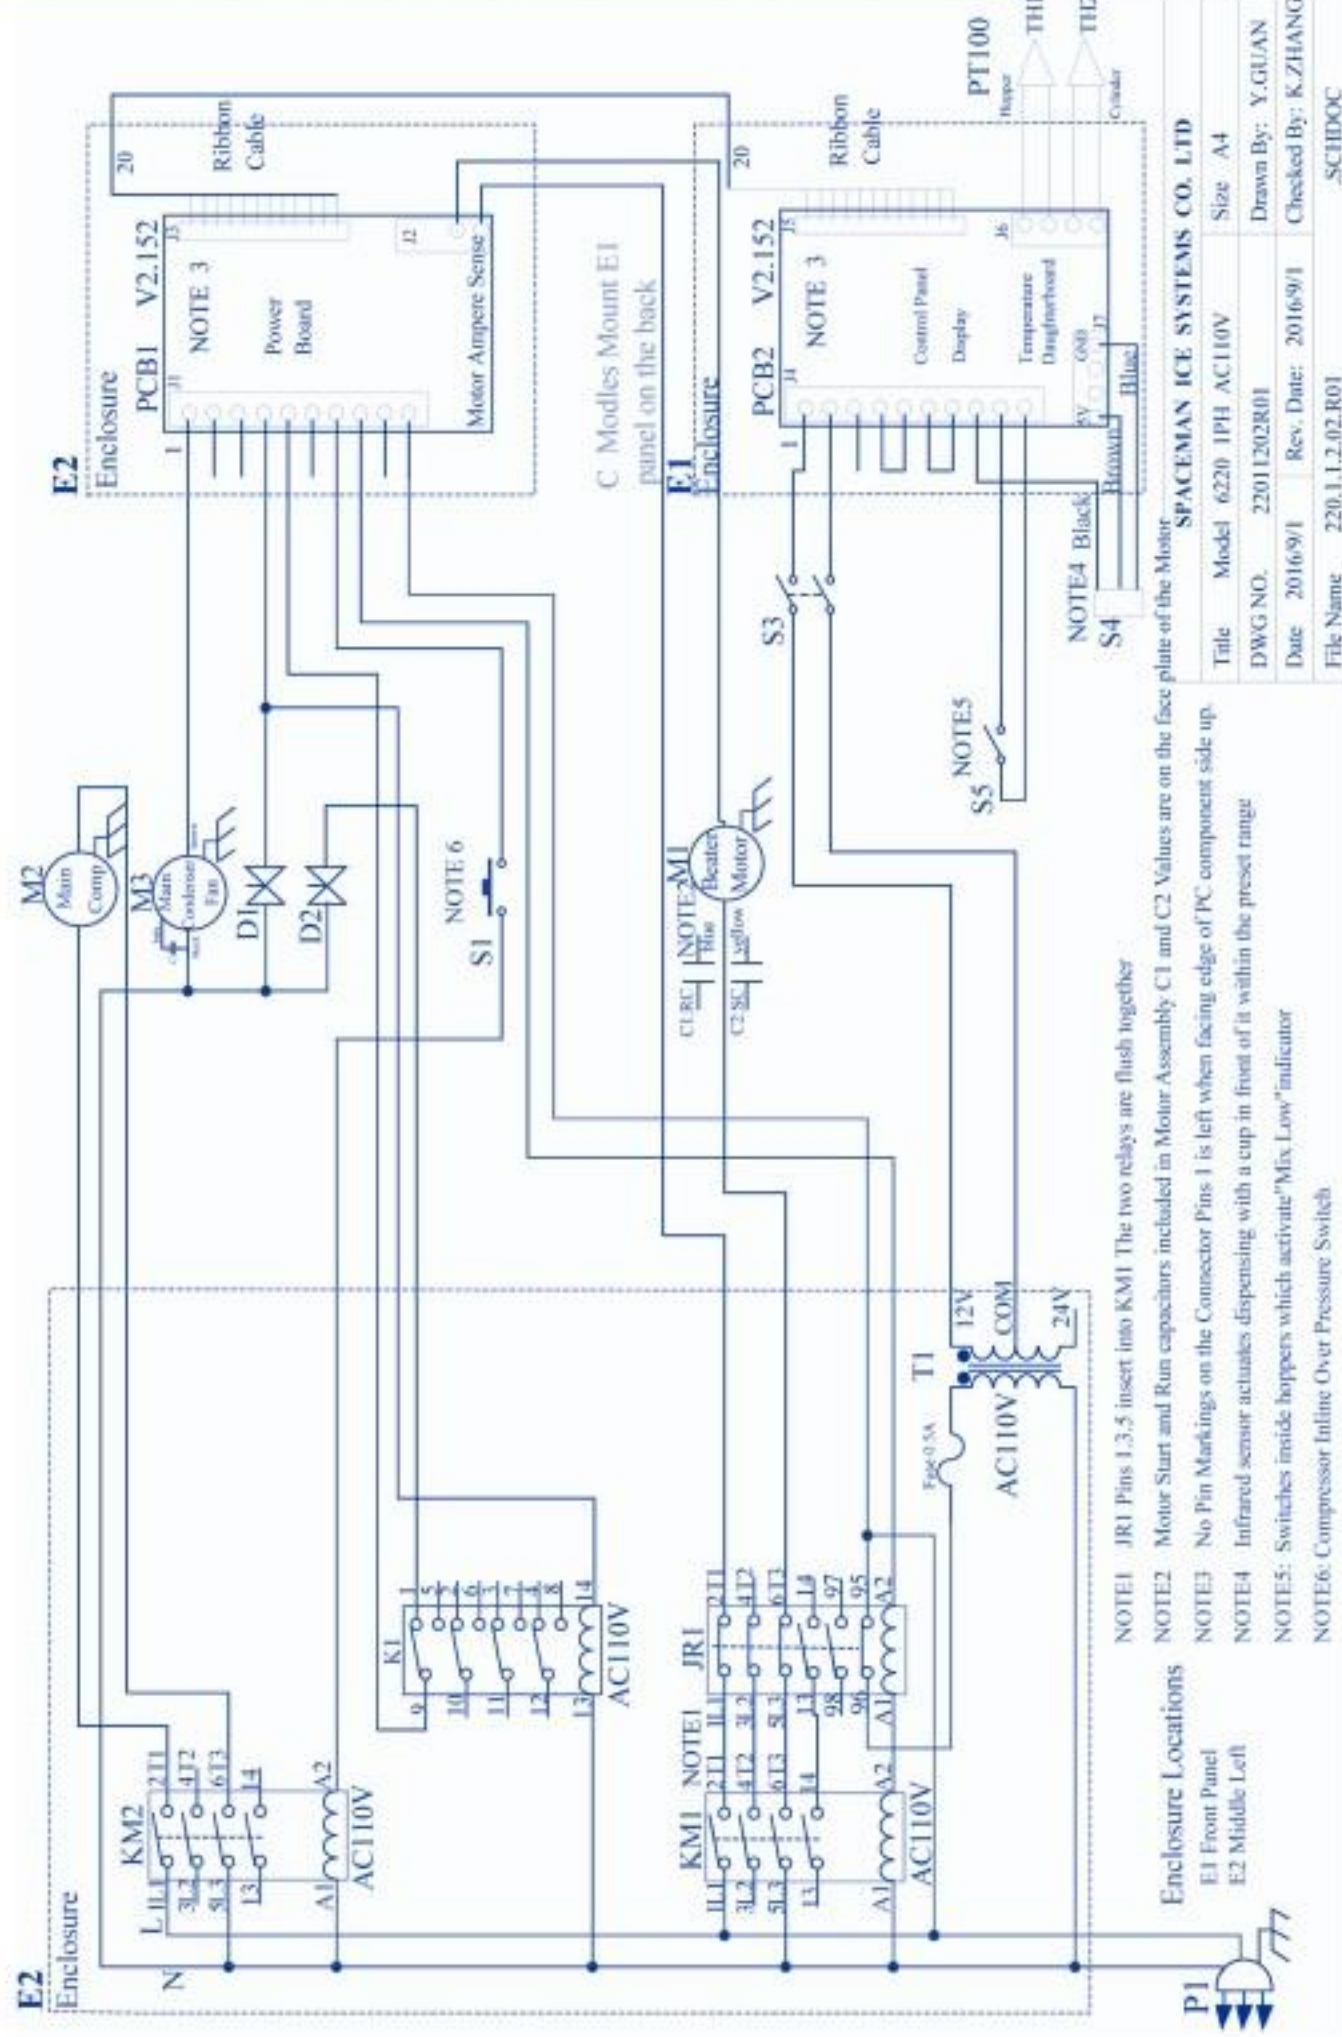 E2
Enclosure
L
N
KM2
1L1
3L2
5L3
13
A1
2T1
4T2
6T3
14
A2
AC110V
M2
Main
Comp
M3
Main
Condenser
Fan
D1
D2
K1
9
10
11
12
13
1
5
2
6
3
7
4
8
14
AC110V
NOTE 6
S1
E2
Enclosure
PCB1 V2.152
1
J1
NOTE 3
Power
Board
J3
J2
Motor Ampere Sense
20
Ribbon
Cable
C Modles Mount E1
panel on the back
KM1
NOTE1
1L1
3L2
5L3
13
A1
2T1
4T2
6T3
14
A2
AC110V
JR1
1L1
3L2
5L3
13
98
96
A1
2T1
4T2
6T3
14
97
95
A2
Fuse-0.5A
T1
12V
COM
24V
AC110V
C1 RC
NOTE2
blue
C2 SC
yellow
M1
Beater
Motor
S3
S5
NOTE5
NOTE4
S4
Black
Brown
Blue
E1
Enclosure
PCB2 V2.152
1
J4
NOTE 3
Control Panel
Display
Temperature
Daughturboard
5V
GND
J7
J5
J6
20
Ribbon
Cable
PT100
Hopper
TH1
TH2
Cylinder
P1
Enclosure Locations
E1 Front Panel
E2 Middle Left
NOTE1 JR1 Pins 1.3.5 insert into KM1 The two relays are flush together
NOTE2 Motor Start and Run capacitors included in Motor Assembly C1 and C2 Values are on the face plate of the Motor
NOTE3 No Pin Markings on the Connector Pins 1 is left when facing edge of PC component side up.
NOTE4 Infrared sensor actuates dispensing with a cup in front of it within the preset range
NOTE5: Switches inside hoppers which activate"Mix Low"indicator
NOTE6: Compressor Inline Over Pressure Switch
SPACEMAN ICE SYSTEMS CO. LTD
Title Model 6220 1PH AC110V Size A4
DWG NO. 22011202R01 Drawn By: Y.GUAN
Date 2016/9/1 Rev. Date: 2016/9/1 Checked By: K.ZHANG
File Name 220.1.1.2.02.R01 .SCHDOC